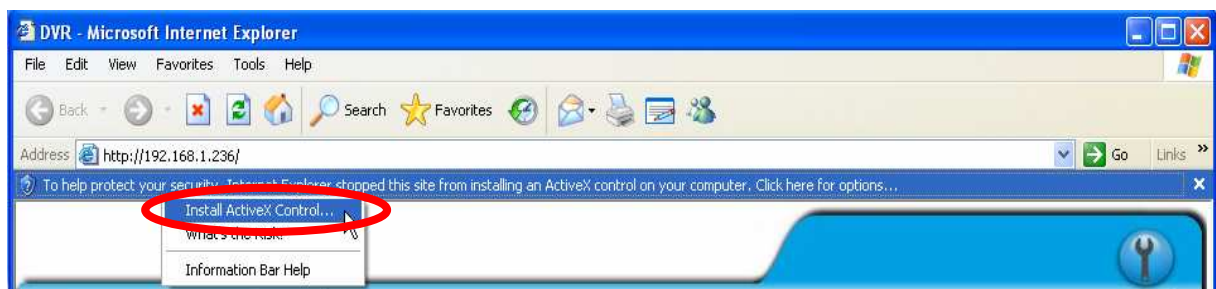 DVR - Microsoft Internet Explorer
File Edit View Favorites Tools Help
Back Search Favorites
Address http://192.168.1.236/ Go Links »
To help protect your security, Internet Explorer stopped this site from installing an ActiveX control on your computer. Click here for options...
Install ActiveX Control...
What's the Risk?
Information Bar Help